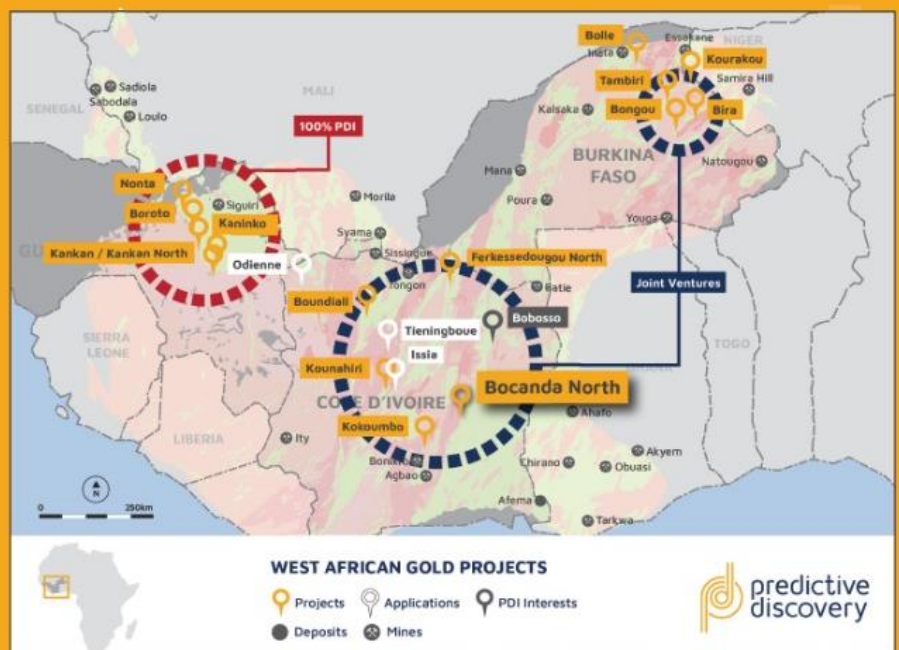 Bolle
Inata
Essakane
NIGER
Kourakou
Tambiri
Samira Hill
Bongou
Bira
Kalsaka
Sadiola
Sabodala
Loulo
SENEGAL
MALI
100% PDI
BURKINA
FASO
Natougou
Mana
Poura
Youga
Nonta
Boroto
Siguiri
Kaninko
Morila
Syama
Kankan / Kankan North
Odienne
Sissingue
Tongon
Ferkessedougou North
Batie
Joint Ventures
Boundiali
Bobosso
Tieningboue
Issia
SIERRA
LEONE
Kounahiri
Bocanda North
TOGO
COTE D'IVOIRE
Ahafo
Kokoumbo
LIBERIA
Ity
Akyem
Chirano
Obuasi
Agbao
Afema
Tarkwa
N
0
250km
WEST AFRICAN GOLD PROJECTS
Projects
Applications
PDI Interests
Deposits
Mines
predictive
discovery